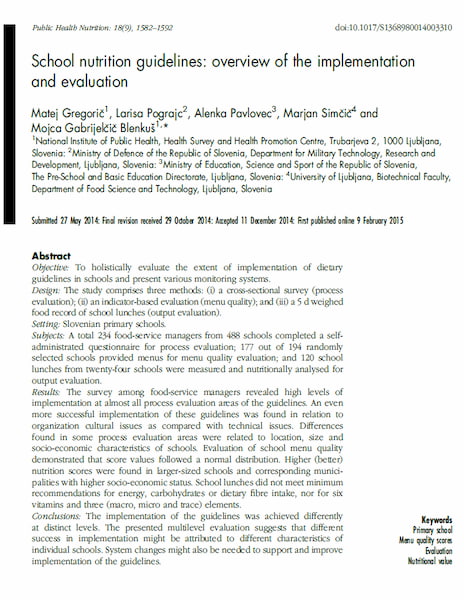 Public Health Nutrition: 18(9), 1582–1592
doi:10.1017/S1368980014003310
School nutrition guidelines: overview of the implementation
and evaluation
Matej Gregorič1, Larisa Pograjc2, Alenka Pavlovec3, Marjan Simčič4 and
Mojca Gabrijelčič Blenkuš1,*
1National Institute of Public Health, Health Survey and Health Promotion Centre, Trubarjeva 2, 1000 Ljubljana,
Slovenia: 2Ministry of Defence of the Republic of Slovenia, Department for Military Technology, Research and
Development, Ljubljana, Slovenia: 3Ministry of Education, Science and Sport of the Republic of Slovenia,
The Pre-School and Basic Education Directorate, Ljubljana, Slovenia: 4University of Ljubljana, Biotechnical Faculty,
Department of Food Science and Technology, Ljubljana, Slovenia
Submitted 27 May 2014: Final revision received 29 October 2014: Accepted 11 December 2014: First published online 9 February 2015
Abstract
Objective: To holistically evaluate the extent of implementation of dietary
guidelines in schools and present various monitoring systems.
Design: The study comprises three methods: (i) a cross-sectional survey (process
evaluation); (ii) an indicator-based evaluation (menu quality); and (iii) a 5 d weighed
food record of school lunches (output evaluation).
Setting: Slovenian primary schools.
Subjects: A total 234 food-service managers from 488 schools completed a self-
administrated questionnaire for process evaluation; 177 out of 194 randomly
selected schools provided menus for menu quality evaluation; and 120 school
lunches from twenty-four schools were measured and nutritionally analysed for
output evaluation.
Results: The survey among food-service managers revealed high levels of
implementation at almost all process evaluation areas of the guidelines. An even
more successful implementation of these guidelines was found in relation to
organization cultural issues as compared with technical issues. Differences
found in some process evaluation areas were related to location, size and
socio-economic characteristics of schools. Evaluation of school menu quality
demonstrated that score values followed a normal distribution. Higher (better)
nutrition scores were found in larger-sized schools and corresponding munici-
palities with higher socio-economic status. School lunches did not meet minimum
recommendations for energy, carbohydrates or dietary fibre intake, nor for six
vitamins and three (macro, micro and trace) elements.
Conclusions: The implementation of the guidelines was achieved differently
at distinct levels. The presented multilevel evaluation suggests that different
success in implementation might be attributed to different characteristics of
individual schools. System changes might also be needed to support and improve
implementation of the guidelines.
Keywords
Primary school
Menu quality scores
Evaluation
Nutritional value